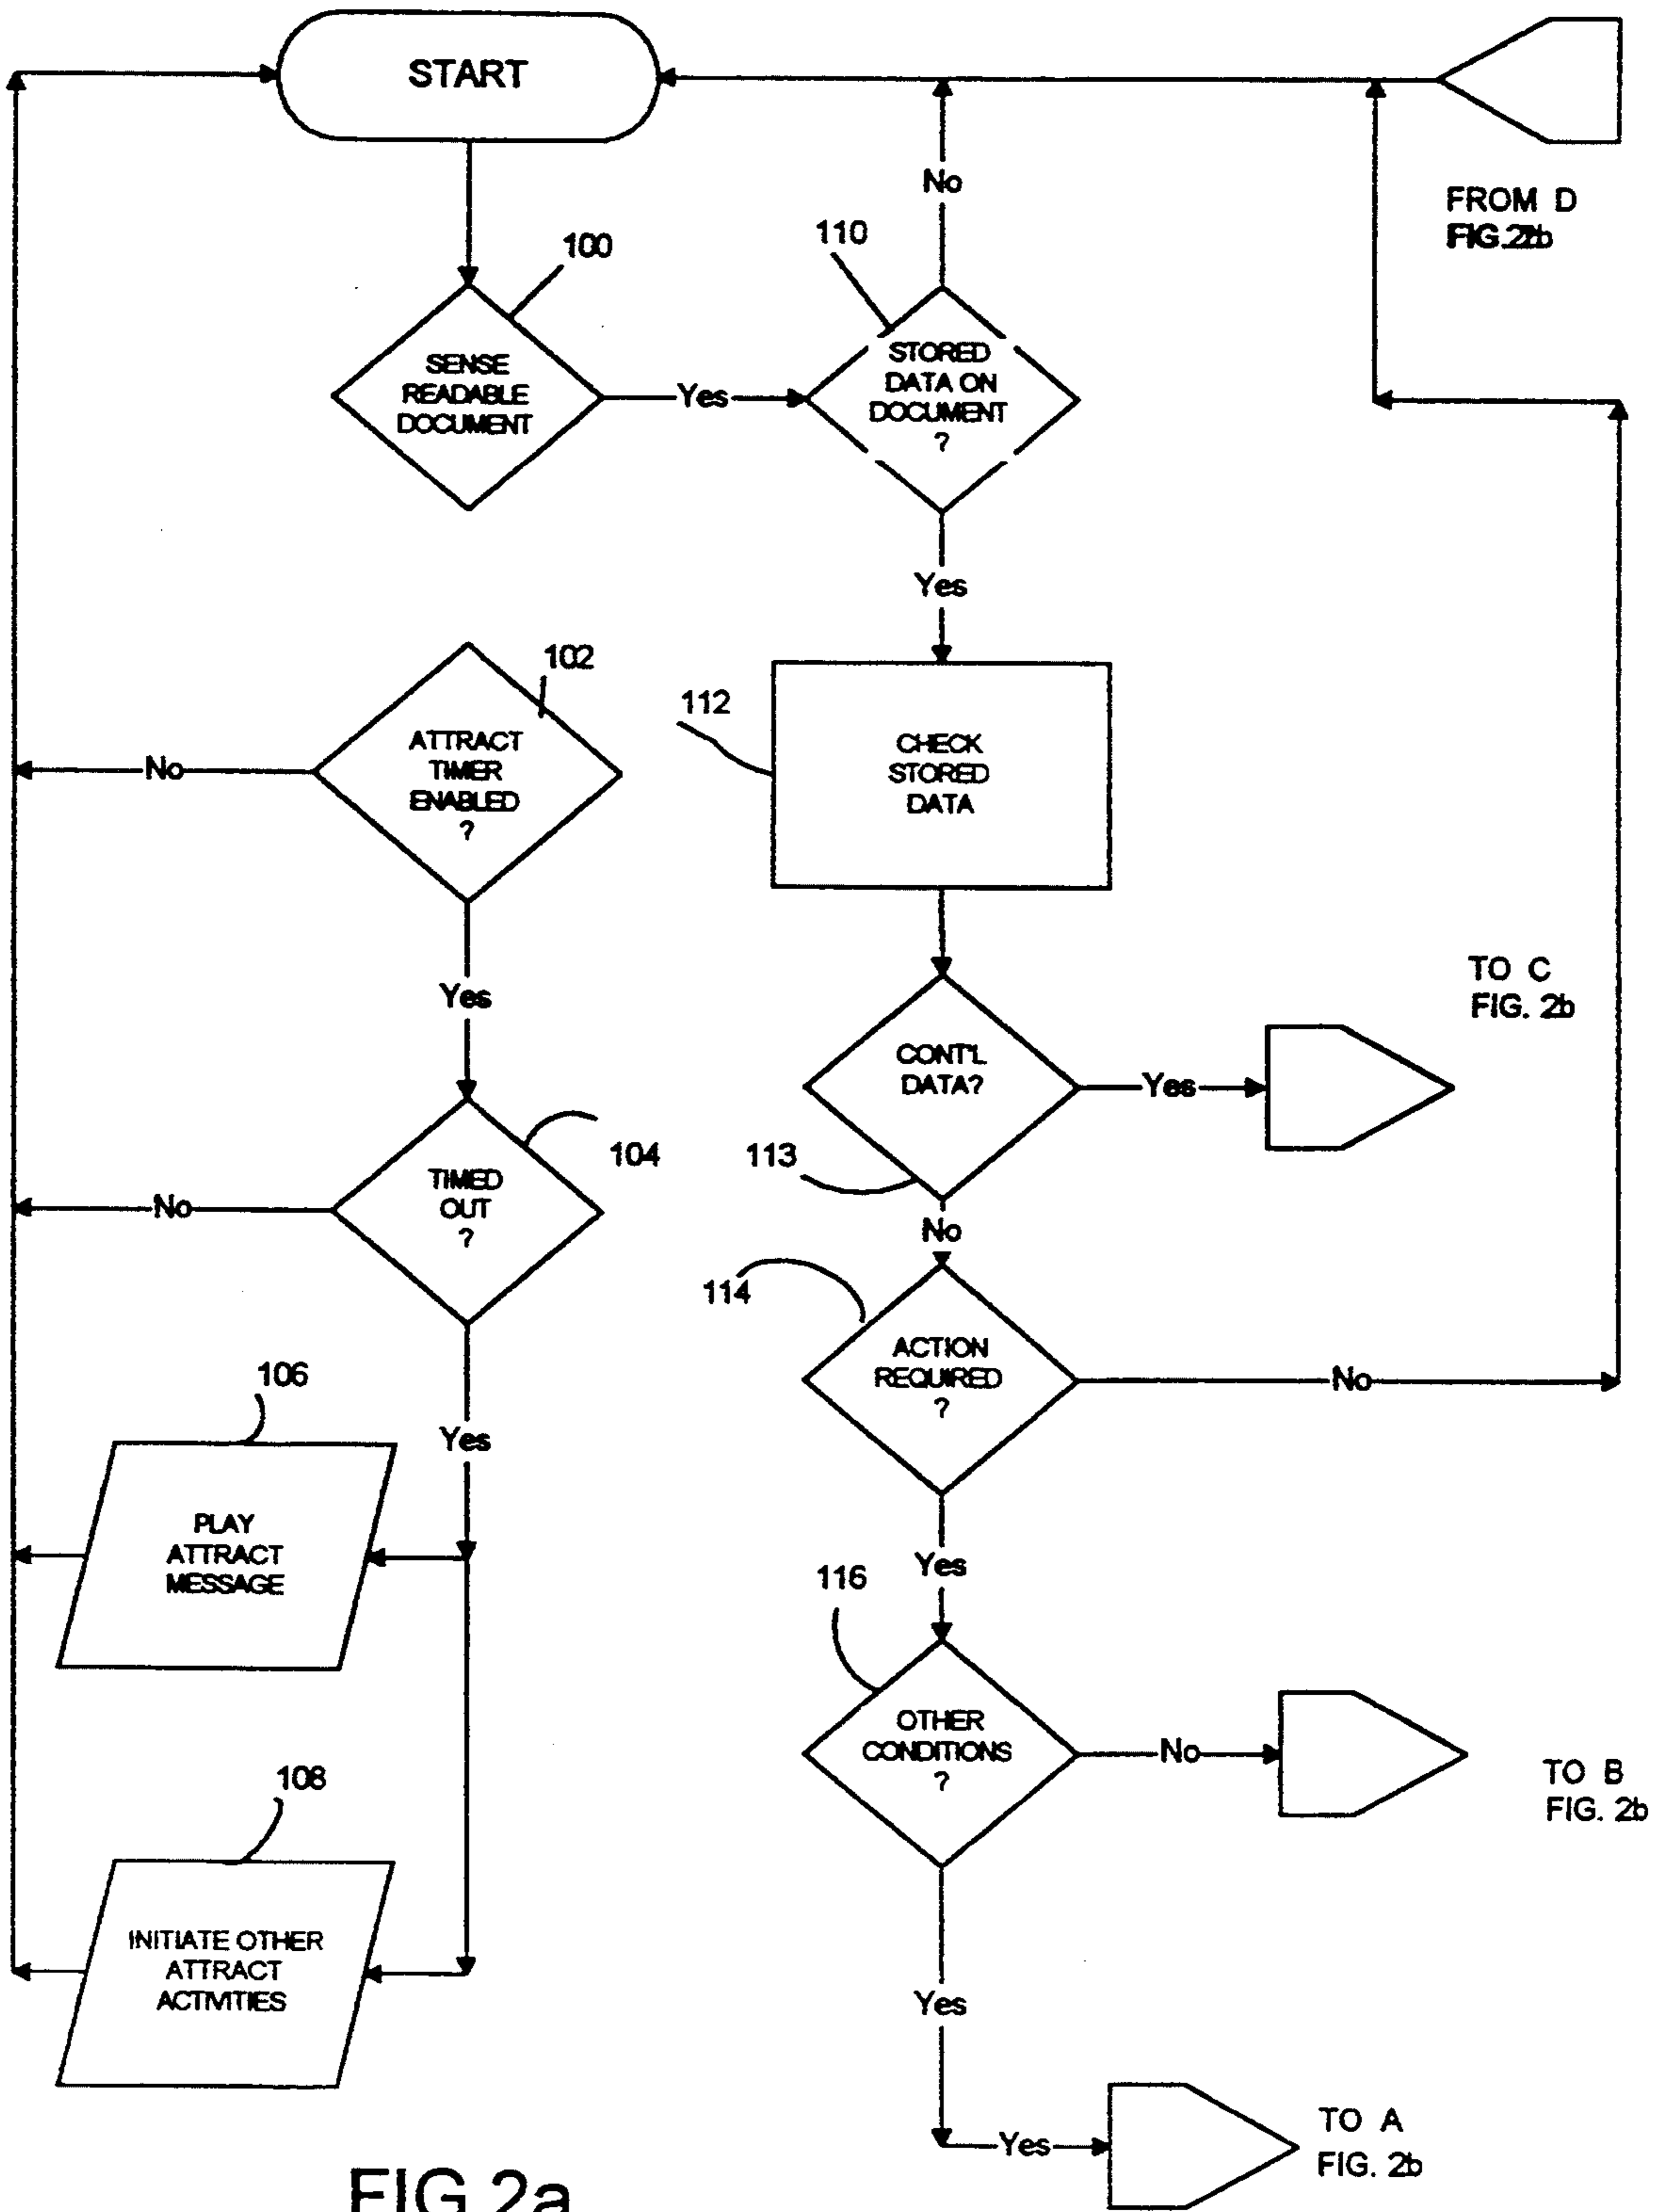 START
No
FROM D
FIG. 2b
100
110
SENSE
READABLE
DOCUMENT
Yes
STORED
DATA ON
DOCUMENT
?
Yes
102
112
ATTRACT
TIMER
ENABLED
?
No
CHECK
STORED
DATA
Yes
TO C
FIG. 2b
CONT'L
DATA?
Yes
104
113
TIMED
OUT
?
No
No
114
ACTION
REQUIRED
?
No
106
Yes
PLAY
ATTRACT
MESSAGE
Yes
116
OTHER
CONDITIONS
?
No
TO B
FIG. 2b
108
INITIATE OTHER
ATTRACT
ACTIVITIES
Yes
Yes
TO A
FIG. 2b
FIG 2a